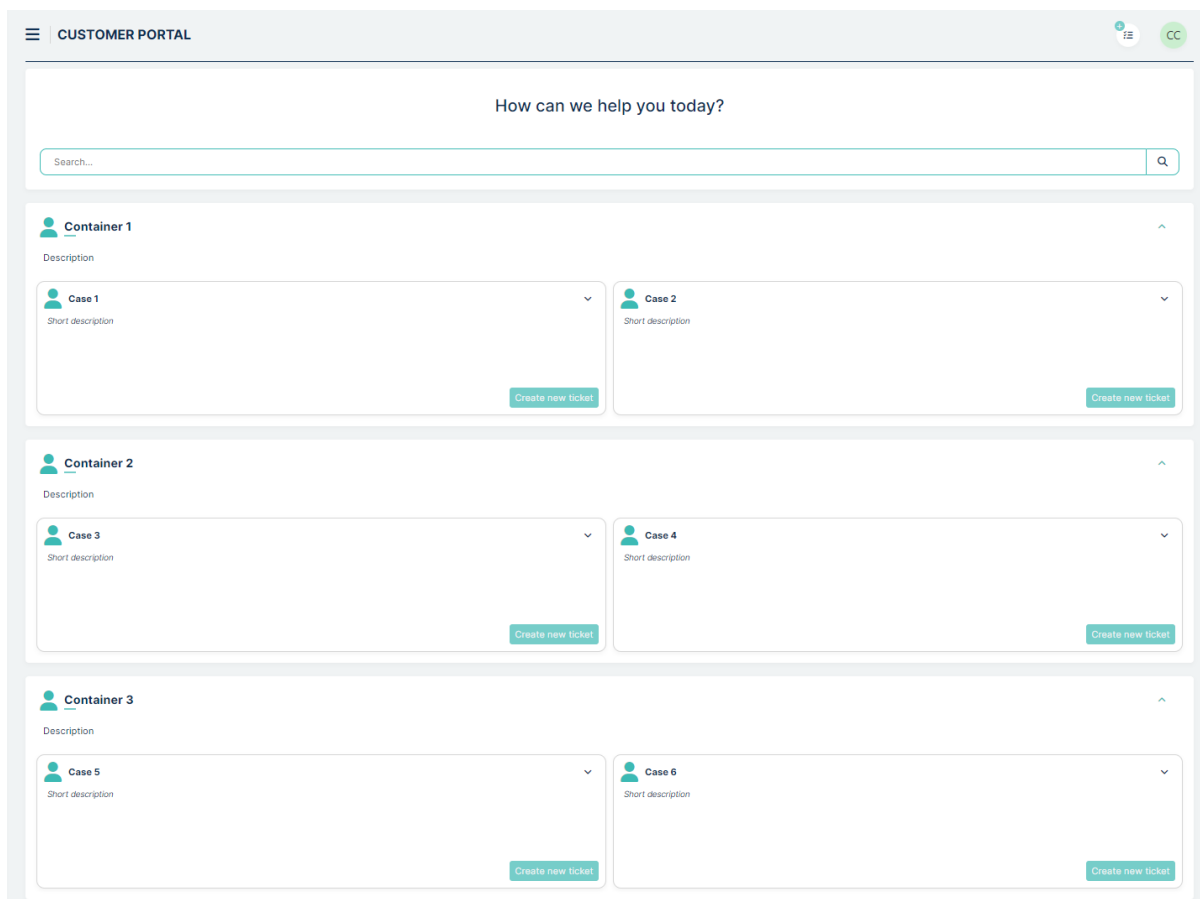 CUSTOMER PORTAL
CC
How can we help you today?
Search...
Container 1
Description
Case 1
Short description
Create new ticket
Case 2
Short description
Create new ticket
Container 2
Description
Case 3
Short description
Create new ticket
Case 4
Short description
Create new ticket
Container 3
Description
Case 5
Short description
Create new ticket
Case 6
Short description
Create new ticket